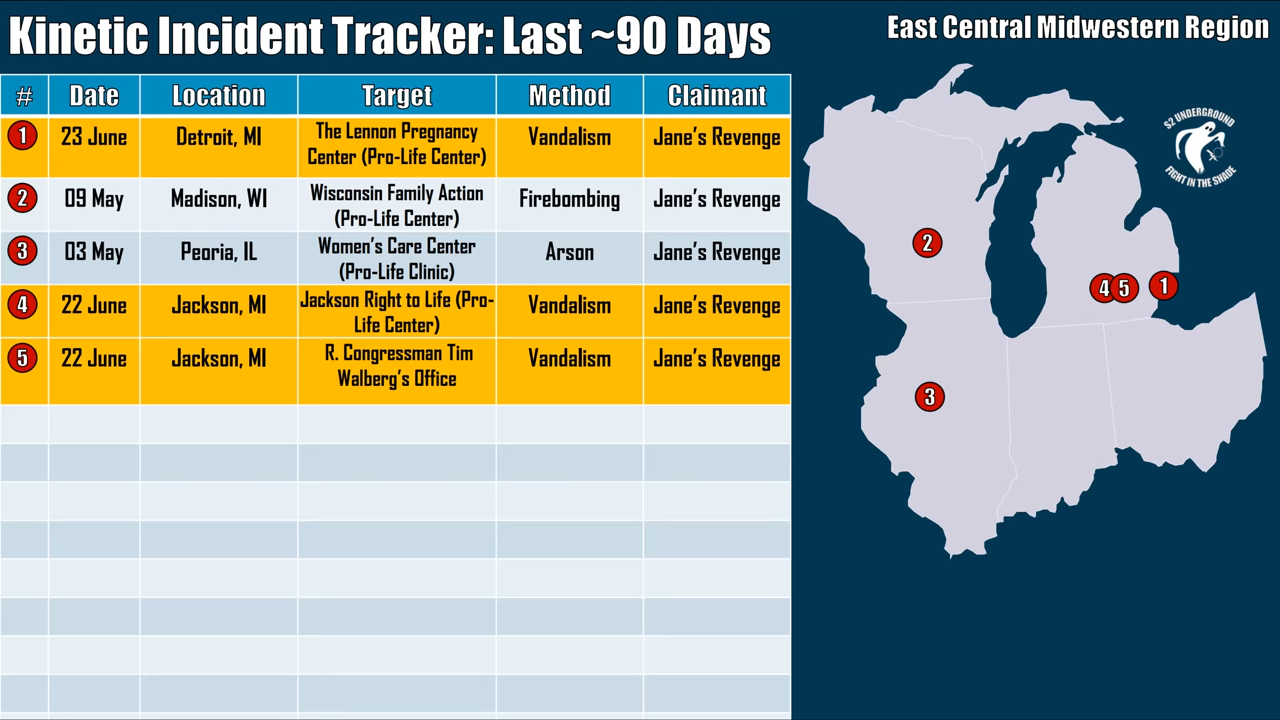 Kinetic Incident Tracker: Last ~90 Days
East Central Midwestern Region
# Date Location Target Method Claimant
1 23 June Detroit, MI The Lennon Pregnancy Vandalism Jane's Revenge
Center (Pro-Life Center)
2 09 May Madison, WI Wisconsin Family Action Firebombing Jane's Revenge
(Pro-Life Center)
3 03 May Peoria, IL Women's Care Center Arson Jane's Revenge
(Pro-Life Clinic)
4 22 June Jackson, MI Jackson Right to Life (Pro- Vandalism Jane's Revenge
Life Center)
5 22 June Jackson, MI R. Congressman Tim Vandalism Jane's Revenge
Walberg's Office
S2 UNDERGROUND
FIGHT IN THE SHADE
2
4 5 1
3